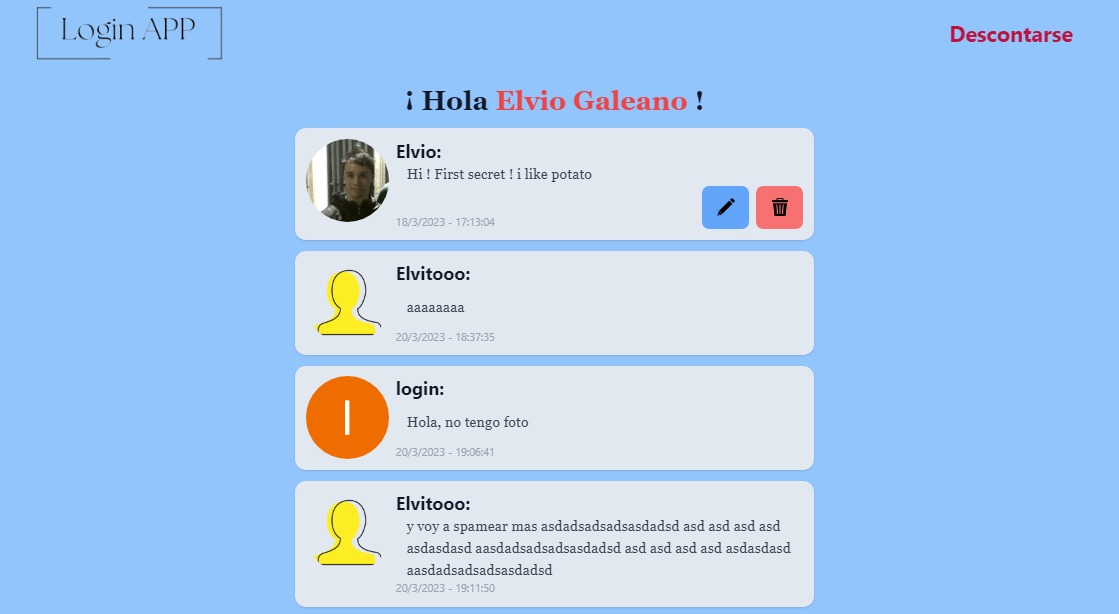 Login APP
Descontarse
¡ Hola Elvio Galeano !
Elvio:
Hi ! First secret ! i like potato
18/3/2023 - 17:13:04
Elvitooo:
aaaaaaaa
20/3/2023 - 18:37:35
l
login:
Hola, no tengo foto
20/3/2023 - 19:06:41
Elvitooo:
y voy a spamear mas asdadsadsadsasdadsd asd asd asd asd
asdasdasd aasdadsadsadsasdadsd asd asd asd asd asdasdasd
aasdadsadsadsasdadsd
20/3/2023 - 19:11:50